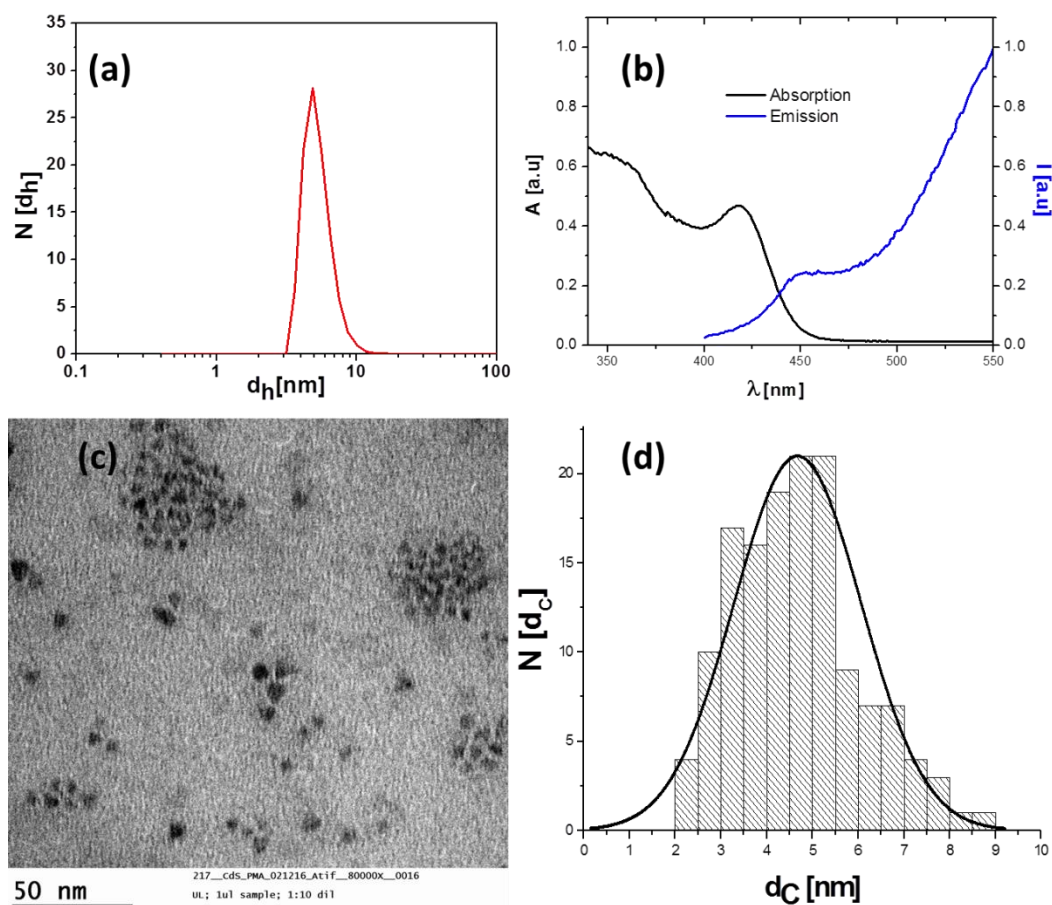 (a)
35
30
25
20
15
10
5
0
N [dh]
0.1 1 10 100
dh[nm]
(b)
Absorption
Emission
1.0
0.8
0.6
0.4
0.2
0.0
A [a.u]
1.0
0.8
0.6
0.4
0.2
0.0
I [a.u]
350 400 450 500 550
λ [nm]
(c)
217__CdS_PMA_021216_Atif__80000X__0016
50 nm
UL; 1ul sample; 1:10 dil
(d)
20
15
10
5
0
N [dC]
0 1 2 3 4 5 6 7 8 9 10
dC [nm]